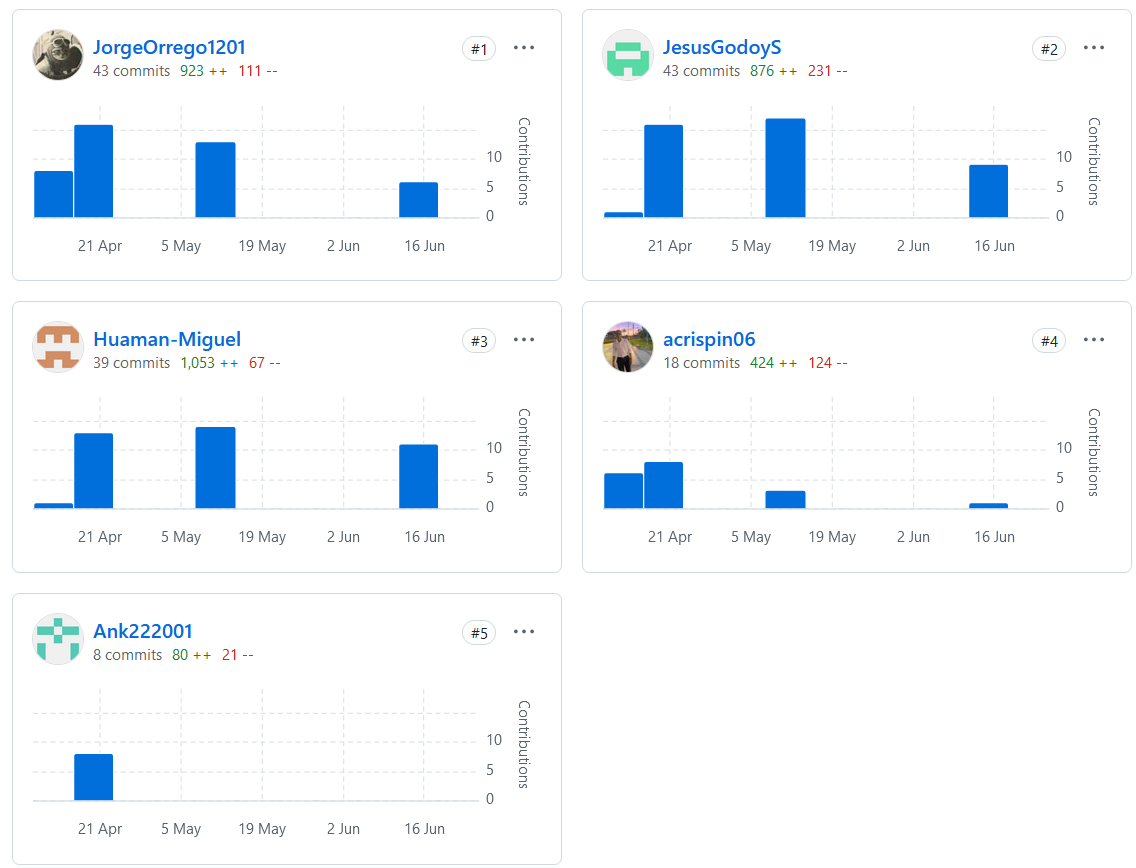 JorgeOrrego1201
#1
43 commits 923 ++ 111 --
Contributions
10
5
0
21 Apr 5 May 19 May 2 Jun 16 Jun
JesusGodoyS
#2
43 commits 876 ++ 231 --
Contributions
10
5
0
21 Apr 5 May 19 May 2 Jun 16 Jun
Huaman-Miguel
#3
39 commits 1,053 ++ 67 --
Contributions
10
5
0
21 Apr 5 May 19 May 2 Jun 16 Jun
acrispin06
#4
18 commits 424 ++ 124 --
Contributions
10
5
0
21 Apr 5 May 19 May 2 Jun 16 Jun
Ank222001
#5
8 commits 80 ++ 21 --
Contributions
10
5
0
21 Apr 5 May 19 May 2 Jun 16 Jun